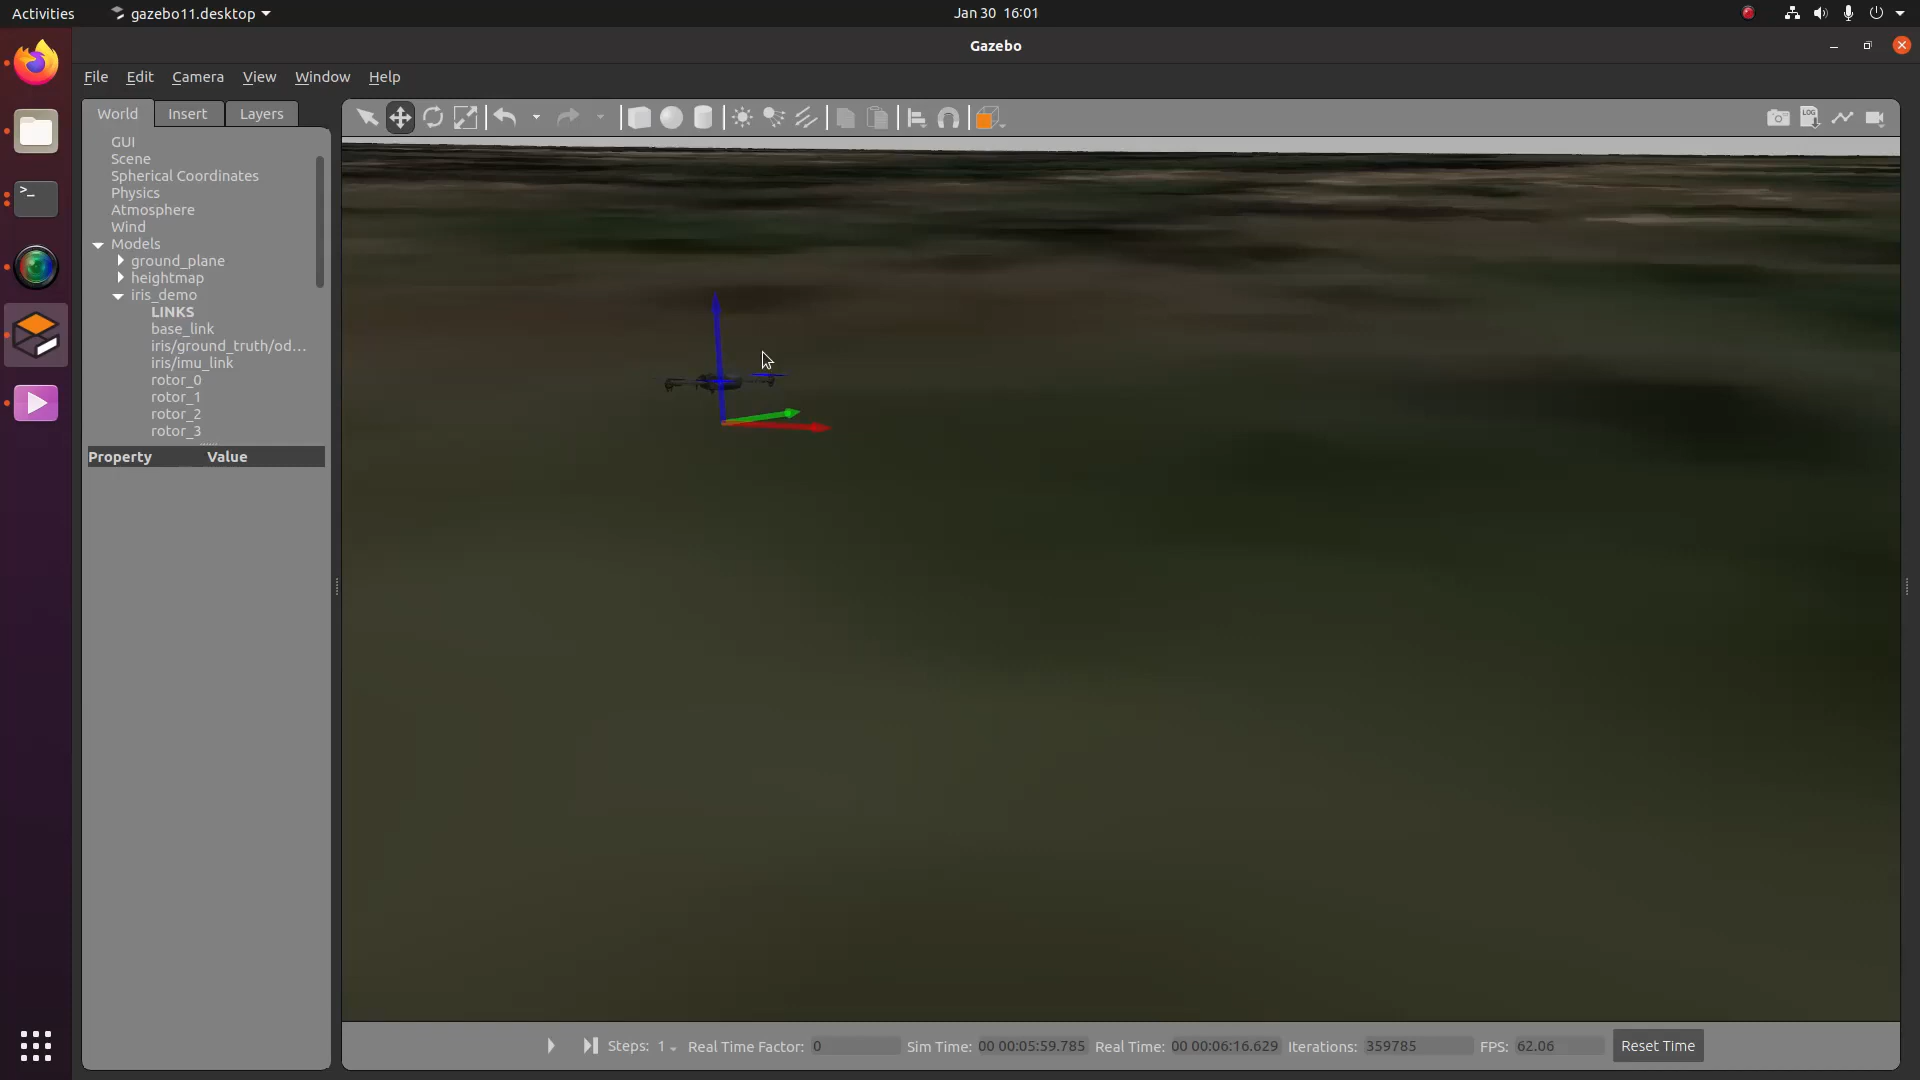 Activities
gazebo11.desktop
Jan 30 16:01
Gazebo
File Edit Camera View Window Help
World Insert Layers
GUI
Scene
Spherical Coordinates
Physics
Atmosphere
Wind
Models
ground_plane
heightmap
iris_demo
LINKS
base_link
iris/ground_truth/od...
iris/imu_link
rotor_0
rotor_1
rotor_2
rotor_3
Property Value
LOG
Steps: 1 Real Time Factor: 0 Sim Time: 00 00:05:59.785 Real Time: 00 00:06:16.629 Iterations: 359785 FPS: 62.06 Reset Time